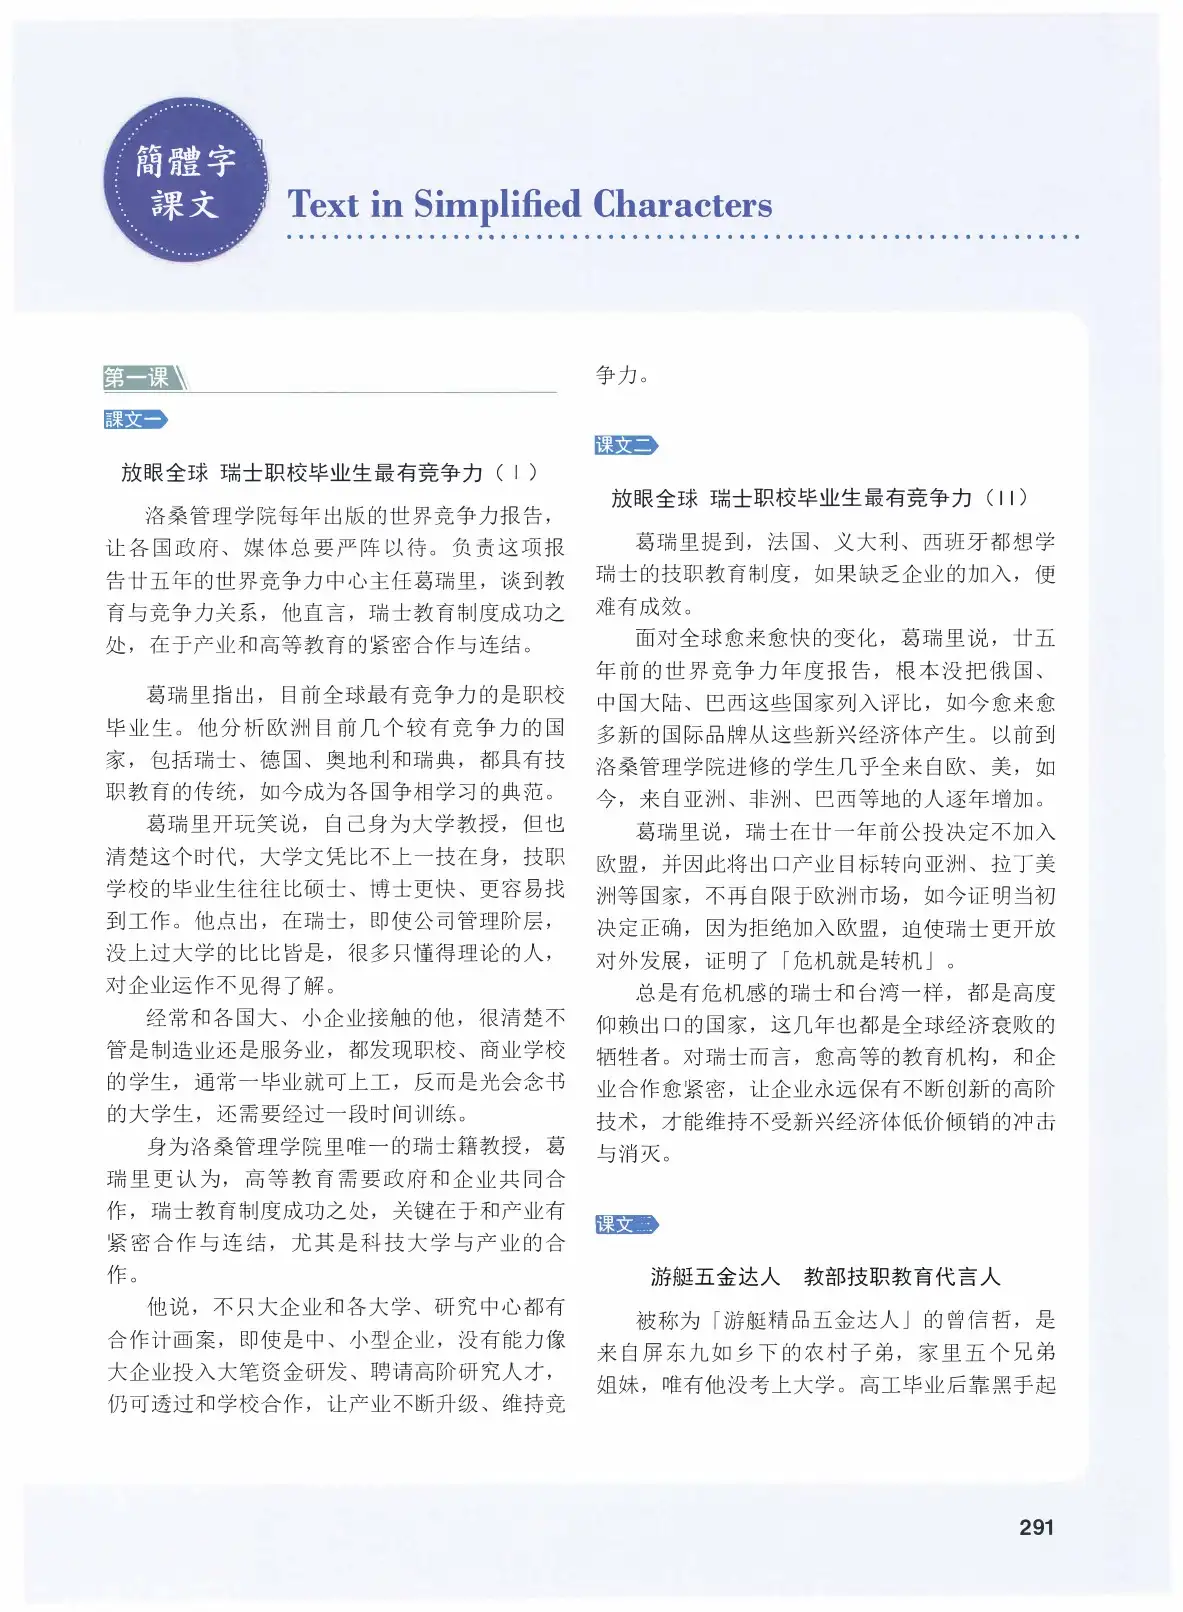 簡體字
課文
Text in Simplified Characters
第一课
課文一
放眼全球 瑞士职校毕业生最有竞争力（I）
洛桑管理学院每年出版的世界竞争力报告，
让各国政府、媒体总要严阵以待。负责这项报
告廿五年的世界竞争力中心主任葛瑞里，谈到教
育与竞争力关系，他直言，瑞士教育制度成功之
处，在于产业和高等教育的紧密合作与连结。
葛瑞里指出，目前全球最有竞争力的是职校
毕业生。他分析欧洲目前几个较有竞争力的国
家，包括瑞士、德国、奥地利和瑞典，都具有技
职教育的传统，如今成为各国争相学习的典范。
葛瑞里开玩笑说，自己身为大学教授，但也
清楚这个时代，大学文凭比不上一技在身，技职
学校的毕业生往往比硕士、博士更快、更容易找
到工作。他点出，在瑞士，即使公司管理阶层，
没上过大学的比比皆是，很多只懂得理论的人，
对企业运作不见得了解。
经常和各国大、小企业接触的他，很清楚不
管是制造业还是服务业，都发现职校、商业学校
的学生，通常一毕业就可上工，反而是光会念书
的大学生，还需要经过一段时间训练。
身为洛桑管理学院里唯一的瑞士籍教授，葛
瑞里更认为，高等教育需要政府和企业共同合
作，瑞士教育制度成功之处，关键在于和产业有
紧密合作与连结，尤其是科技大学与产业的合
作。
他说，不只大企业和各大学、研究中心都有
合作计画案，即使是中、小型企业，没有能力像
大企业投入大笔资金研发、聘请高阶研究人才，
仍可透过和学校合作，让产业不断升级、维持竞
争力。
课文二
放眼全球 瑞士职校毕业生最有竞争力（II）
葛瑞里提到，法国、义大利、西班牙都想学
瑞士的技职教育制度，如果缺乏企业的加入，便
难有成效。
面对全球愈来愈快的变化，葛瑞里说，廿五
年前的世界竞争力年度报告，根本没把俄国、
中国大陆、巴西这些国家列入评比，如今愈来愈
多新的国际品牌从这些新兴经济体产生。以前到
洛桑管理学院进修的学生几乎全来自欧、美，如
今，来自亚洲、非洲、巴西等地的人逐年增加。
葛瑞里说，瑞士在廿一年前公投决定不加入
欧盟，并因此将出口产业目标转向亚洲、拉丁美
洲等国家，不再自限于欧洲市场，如今证明当初
决定正确，因为拒绝加入欧盟，迫使瑞士更开放
对外发展，证明了「危机就是转机」。
总是有危机感的瑞士和台湾一样，都是高度
仰赖出口的国家，这几年也都是全球经济衰败的
牺牲者。对瑞士而言，愈高等的教育机构，和企
业合作愈紧密，让企业永远保有不断创新的高阶
技术，才能维持不受新兴经济体低价倾销的冲击
与消灭。
课文三
游艇五金达人 教部技职教育代言人
被称为「游艇精品五金达人」的曾信哲，是
来自屏东九如乡下的农村子弟，家里五个兄弟
姐妹，唯有他没考上大学。高工毕业后靠黑手起
291